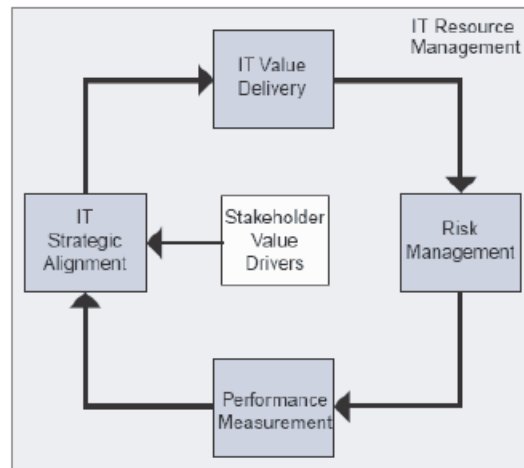 IT Resource
Management
IT Value
Delivery
IT
Strategic
Alignment
Stakeholder
Value
Drivers
Risk
Management
Performance
Measurement